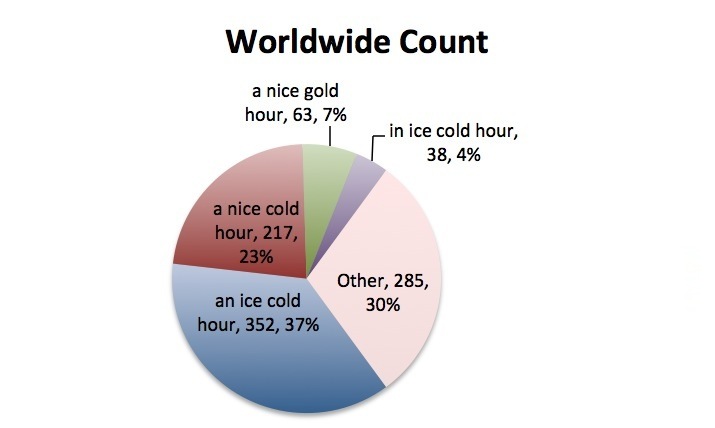 Worldwide Count
a nice gold
hour, 63, 7%
in ice cold hour,
38, 4%
a nice cold
hour, 217,
23%
Other, 285,
30%
an ice cold
hour, 352, 37%